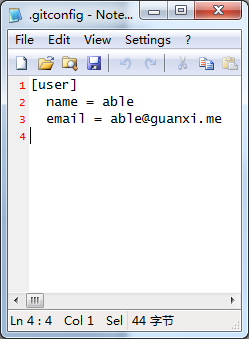 .gitconfig - Note...
File Edit View Settings ?
1 [user]
2 name = able
3 email = able@guanxi.me
4
Ln 4 : 4 Col 1 Sel 44 字节